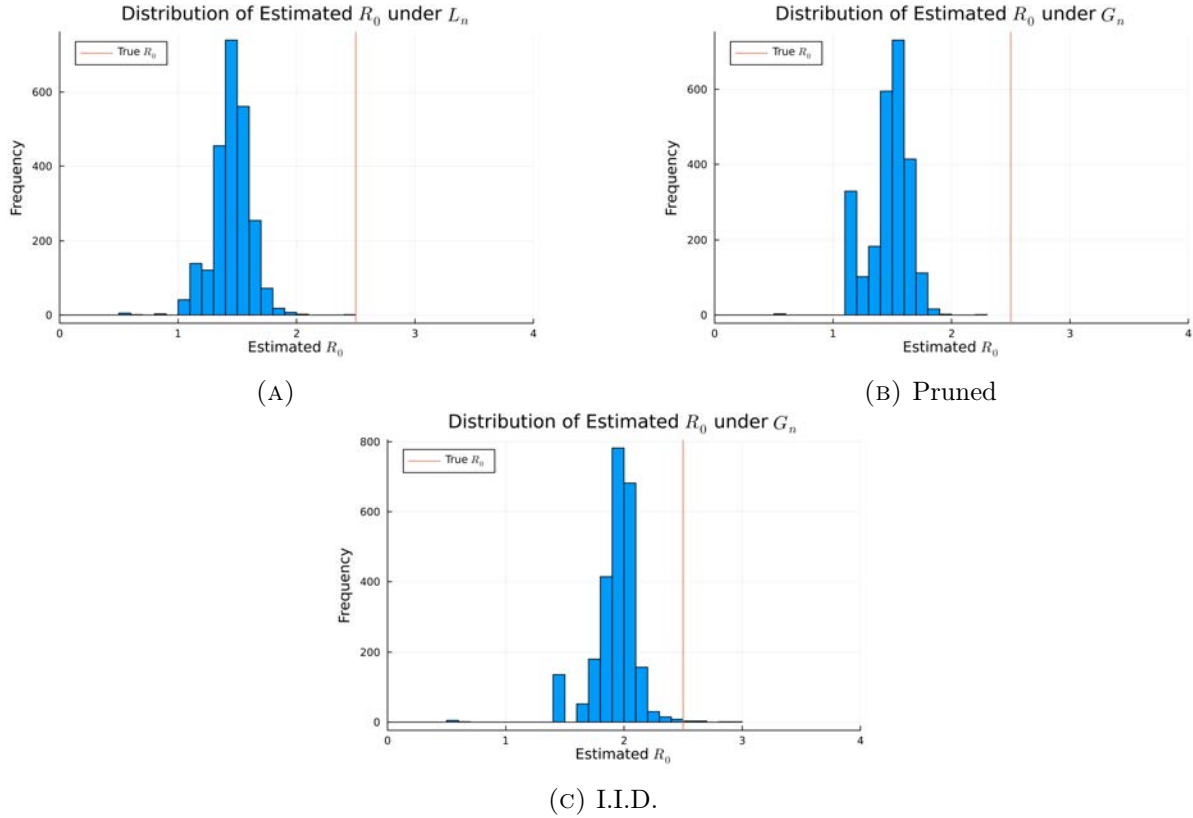 Distribution of Estimated R₀ under Lₙ
True R₀
Frequency
600
400
200
0
0 1 2 3 4
Estimated R₀
(A)
Distribution of Estimated R₀ under Gₙ
True R₀
Frequency
600
400
200
0
0 1 2 3 4
Estimated R₀
(B) Pruned
Distribution of Estimated R₀ under Gₙ
True R₀
Frequency
800
600
400
200
0
0 1 2 3 4
Estimated R₀
(C) I.I.D.